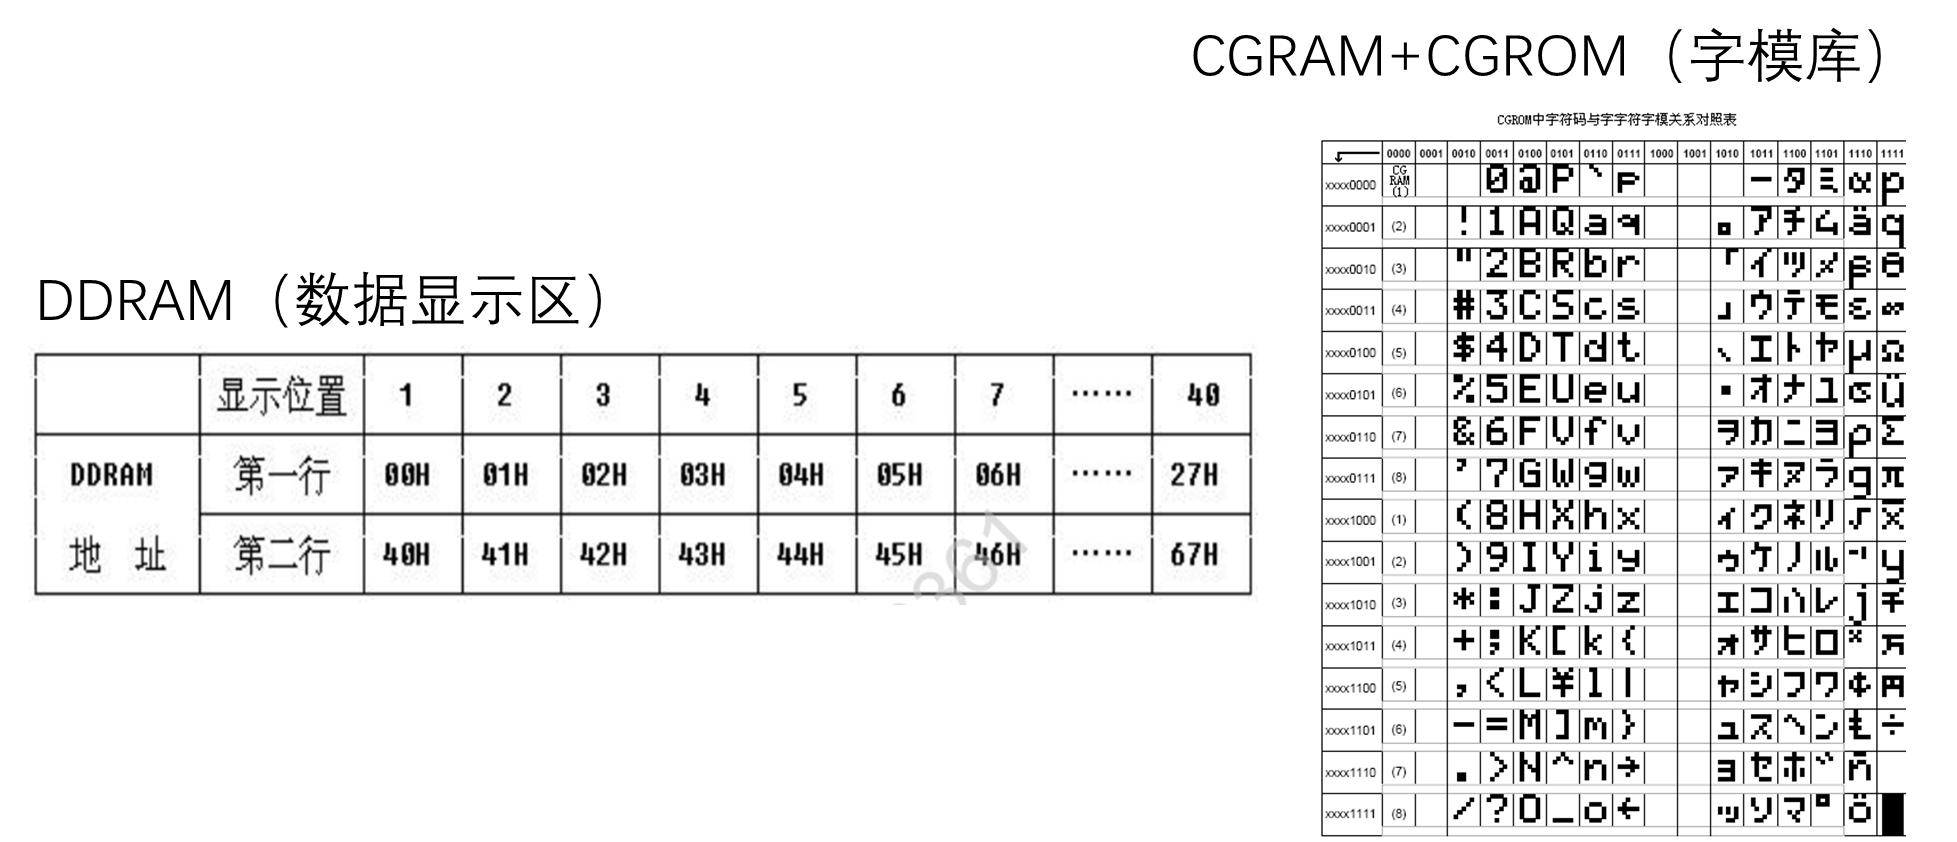 CGRAM+CGROM（字模库）
CGROM中字符码与字字符字模关系对照表
DDRAM（数据显示区）
显示位置 1 2 3 4 5 6 7 …… 40
DDRAM 第一行 00H 01H 02H 03H 04H 05H 06H …… 27H
地 址 第二行 40H 41H 42H 43H 44H 45H 46H …… 67H
0000 0001 0010 0011 0100 0101 0110 0111 1000 1001 1010 1011 1100 1101 1110 1111
xxxx0000 CG RAM (1) 0 @ P ` p ー タ ミ α p
xxxx0001 (2) ! 1 A Q a q 。 ア チ ム ä q
xxxx0010 (3) " 2 B R b r 「 イ ツ メ β θ
xxxx0011 (4) # 3 C S c s 」 ウ テ モ ε ∞
xxxx0100 (5) $ 4 D T d t 、 エ ト ヤ μ Ω
xxxx0101 (6) % 5 E U e u ・ オ ナ ユ σ ü
xxxx0110 (7) & 6 F V f v ヲ カ ニ ヨ ρ Σ
xxxx0111 (8) ' 7 G W g w ァ キ ヌ ラ g π
xxxx1000 (1) ( 8 H X h x ィ ク ネ リ √ x̄
xxxx1001 (2) ) 9 I Y i y ゥ ケ ノ ル ⁻¹ y
xxxx1010 (3) * : J Z j z ェ コ ハ レ j 千
xxxx1011 (4) + ; K [ k { ォ サ ヒ ロ ˣ 万
xxxx1100 (5) , < L ¥ l | ャ シ フ ワ ¢ 円
xxxx1101 (6) - = M ] m } ュ ス ヘ ン ÷
xxxx1110 (7) . > N ^ n → ョ セ ホ ゛ ñ
xxxx1111 (8) / ? O _ o ← ッ ソ マ ゜ ö █
361